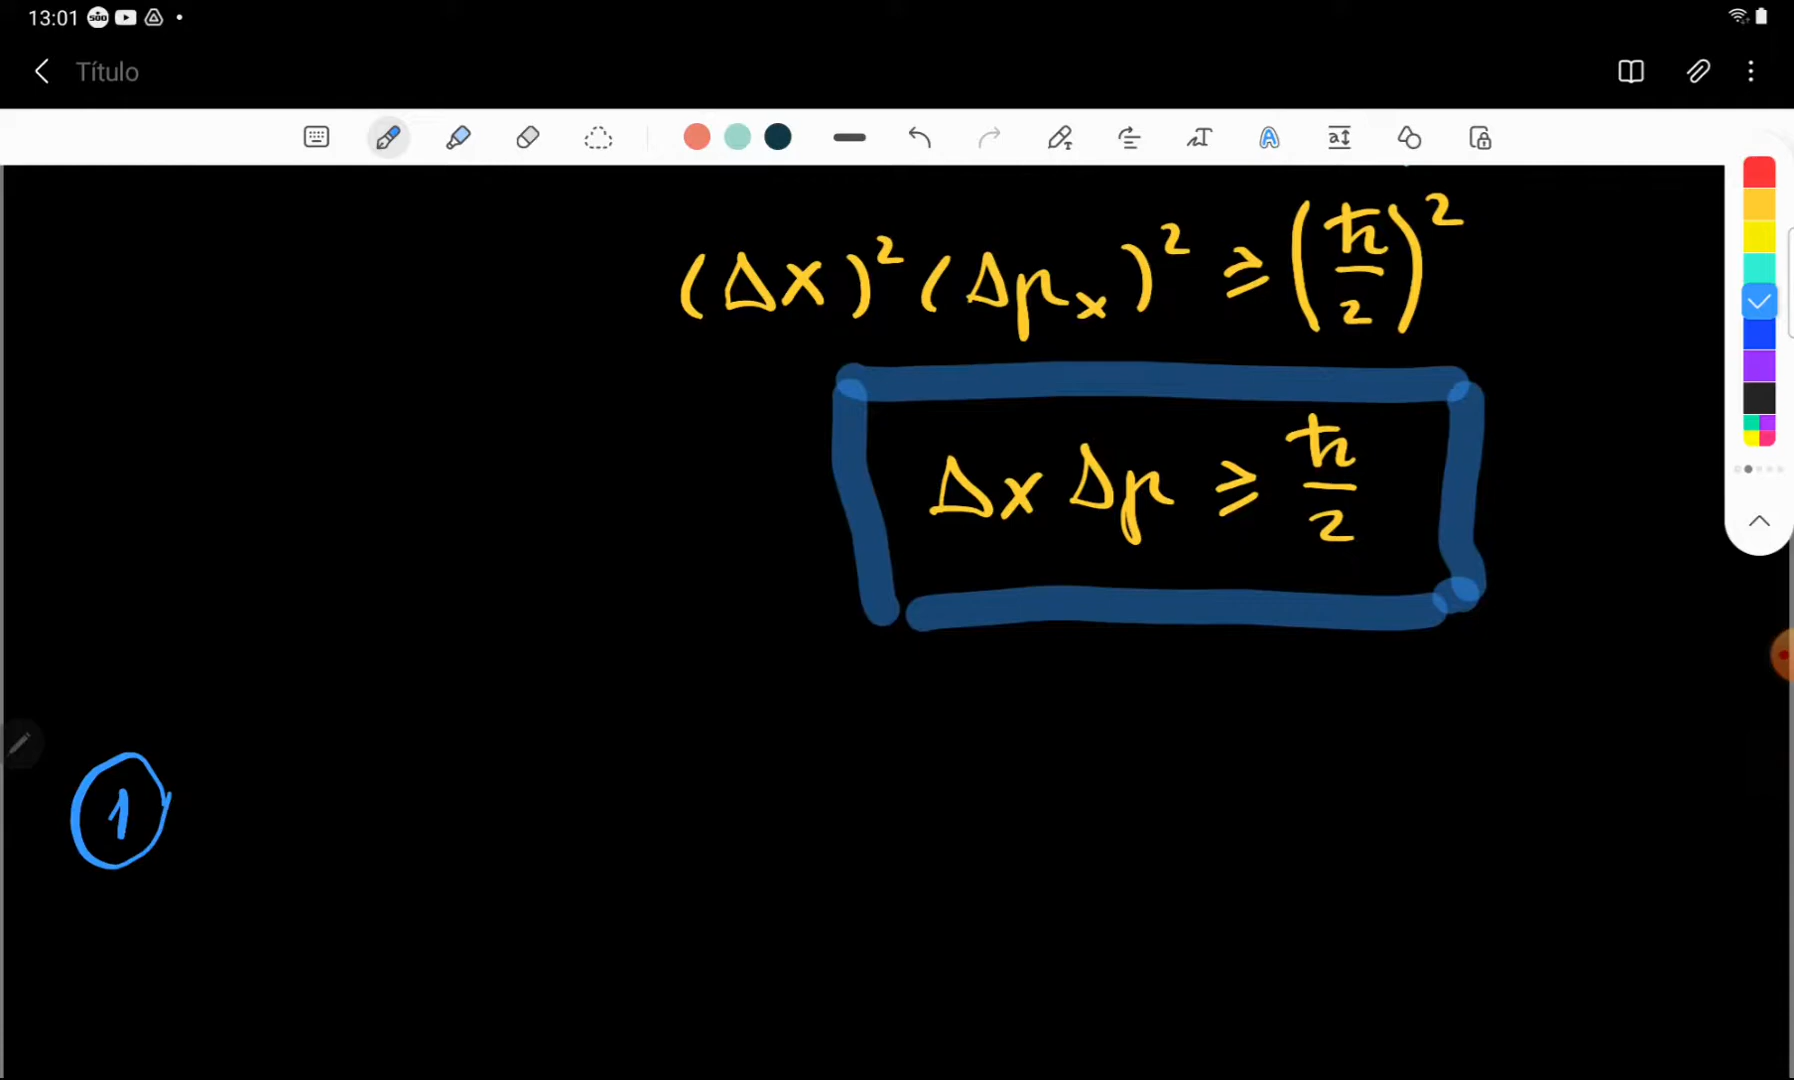 13:01
Título
(Δx)² (Δpₓ)² ⩾ (ħ/2)²
Δx Δp ⩾ ħ/2
1